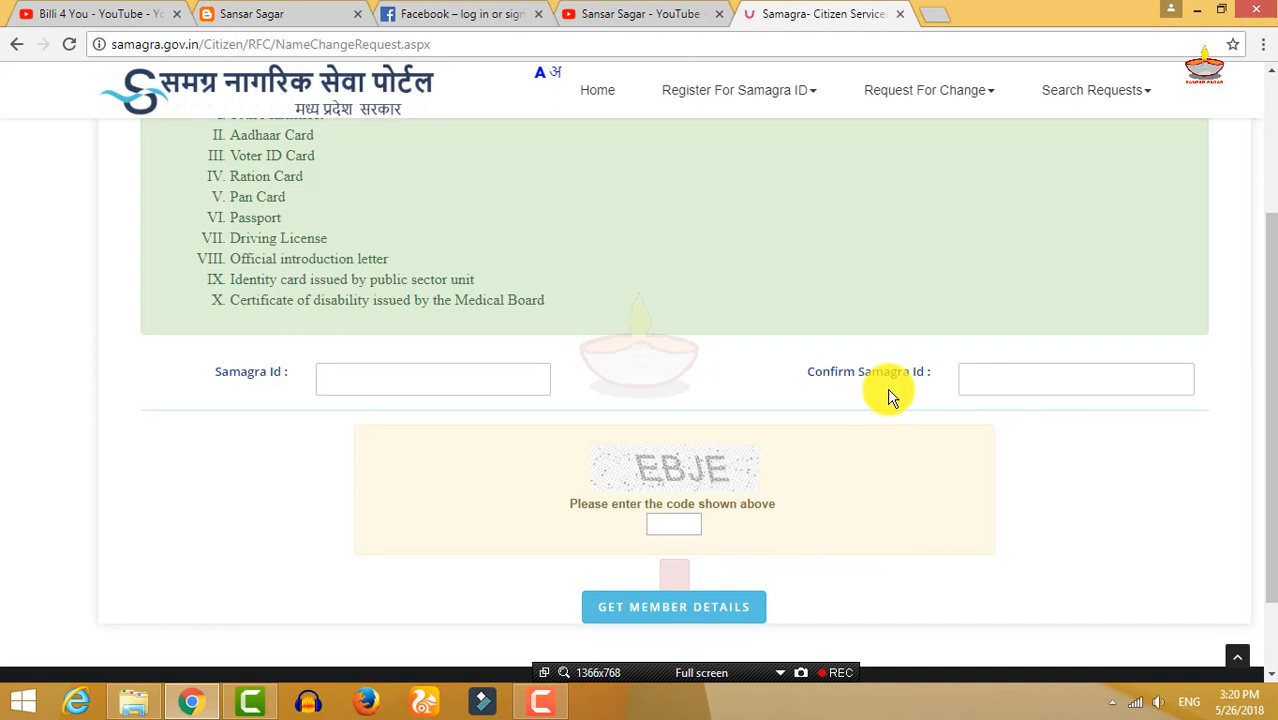 Billi 4 You - YouTube - Yo
Sansar Sagar
Facebook – log in or sign
Sansar Sagar - YouTube
Samagra- Citizen Service
samagra.gov.in/Citizen/RFC/NameChangeRequest.aspx
समग्र नागरिक सेवा पोर्टल
मध्य प्रदेश सरकार
A अ
Home
Register For Samagra ID
Request For Change
Search Requests
II. Aadhaar Card
III. Voter ID Card
IV. Ration Card
V. Pan Card
VI. Passport
VII. Driving License
VIII. Official introduction letter
IX. Identity card issued by public sector unit
X. Certificate of disability issued by the Medical Board
Samagra Id :
Confirm Samagra Id :
EBJE
Please enter the code shown above
GET MEMBER DETAILS
1366x768
Full screen
REC
ENG
3:20 PM
5/26/2018